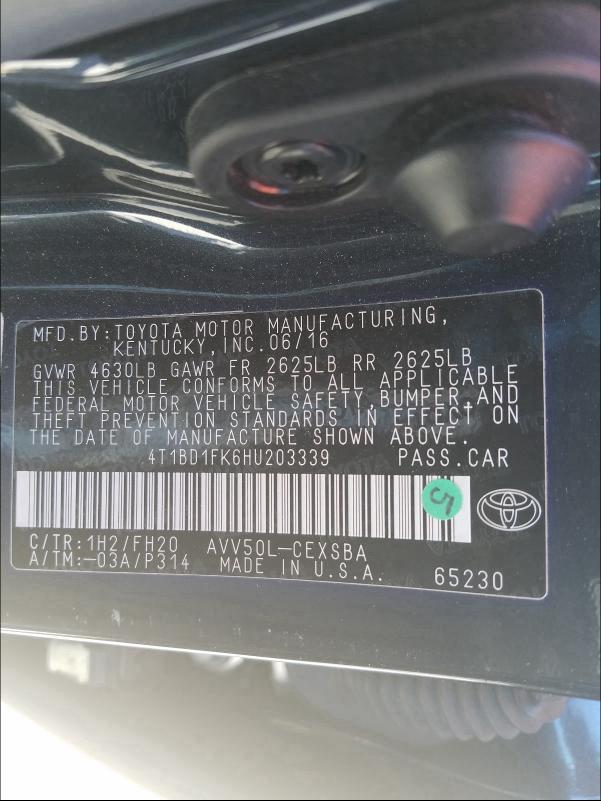 MFD.BY:TOYOTA MOTOR MANUFACTURING,
KENTUCKY,INC.06/16
GVWR 4630LB GAWR FR 2625LB RR 2625LB
THIS VEHICLE CONFORMS TO ALL APPLICABLE
FEDERAL MOTOR VEHICLE SAFETY,BUMPER,AND
THEFT PREVENTION STANDARDS IN EFFECT ON
THE DATE OF MANUFACTURE SHOWN ABOVE.
4T1BD1FK6HU203339 PASS.CAR
5
C/TR:1H2/FH20 AVV50L-CEXSBA
A/TM:-03A/P314 MADE IN U.S.A. 65230